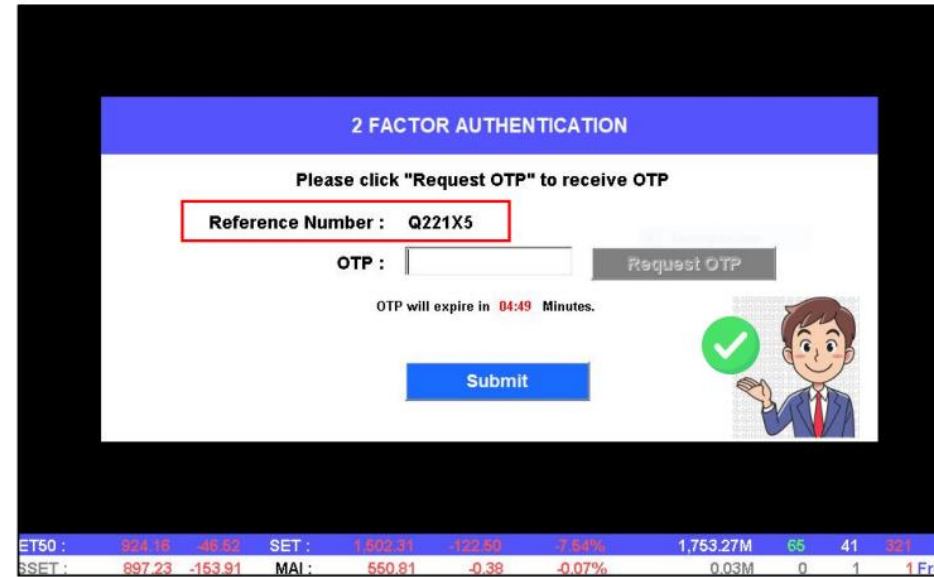 2 FACTOR AUTHENTICATION
Please click "Request OTP" to receive OTP
Reference Number : Q221X5
OTP : Request OTP
OTP will expire in 04:49 Minutes.
Submit
ET50 : 924.16 -46.52 SET : 1,502.31 -122.50 -7.54% 1,753.27M 65 41 321
SSET : 897.23 -153.91 MAI : 550.81 -0.38 -0.07% 0.03M 0 1 1 Fr